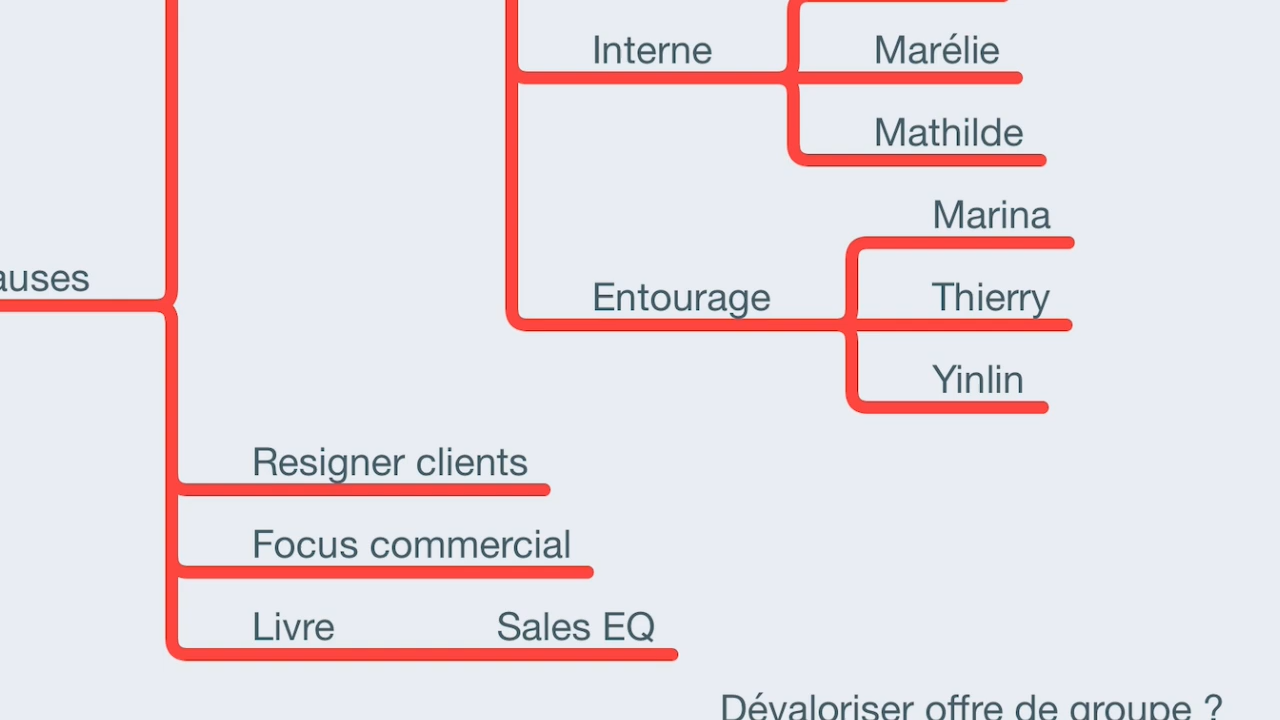 Interne
Marélie
Mathilde
Marina
Entourage
Thierry
Yinlin
auses
Resigner clients
Focus commercial
Livre
Sales EQ
Dévaloriser offre de groupe ?